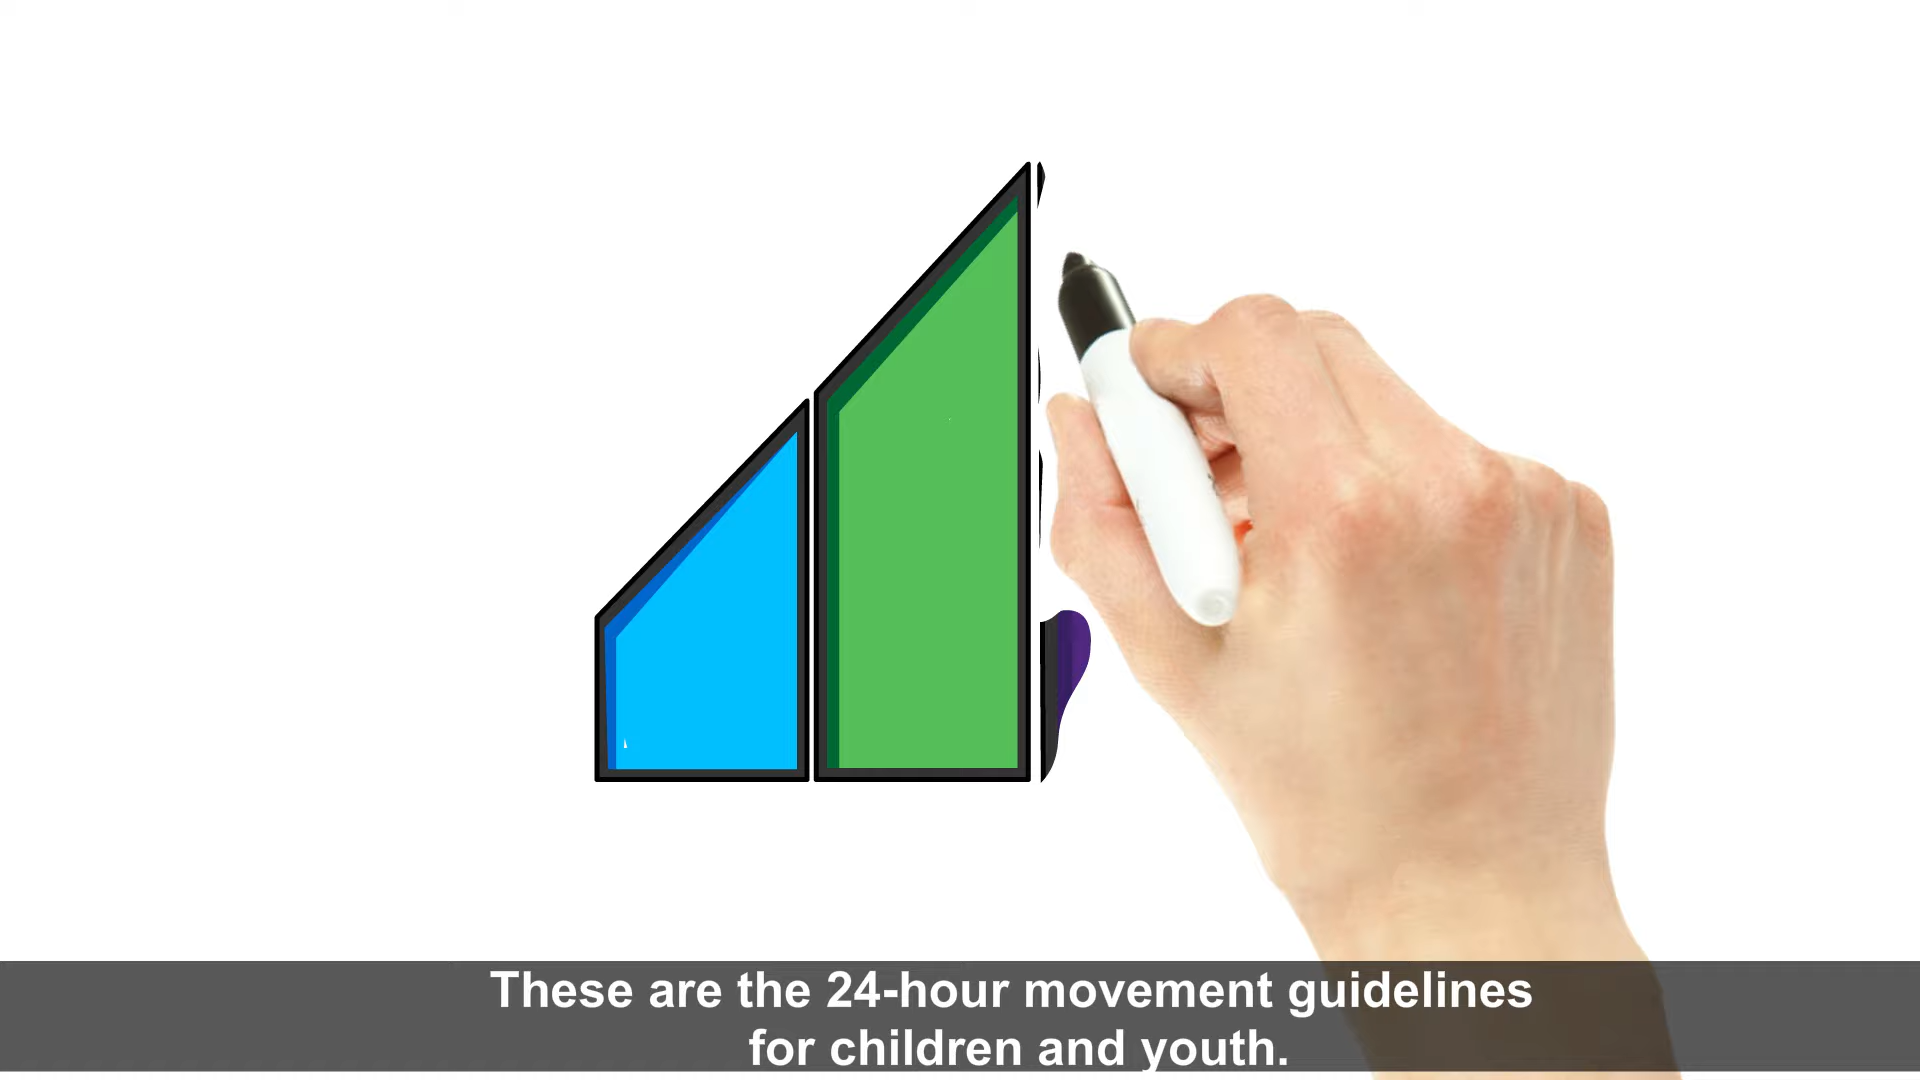 These are the 24-hour movement guidelines
for children and youth.